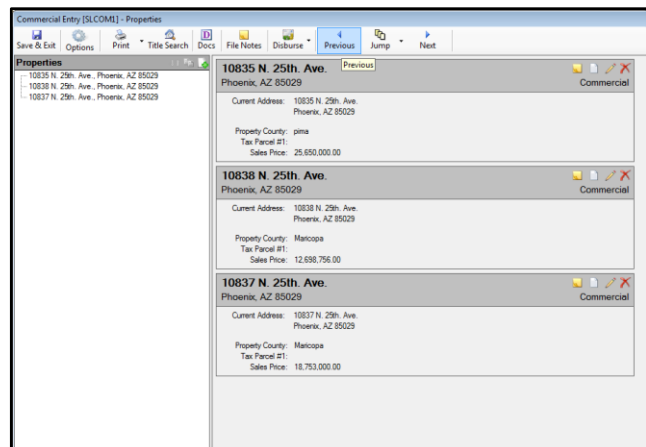 Commercial Entry [SLCOM1] - Properties
Save & Exit Options Print Title Search Docs File Notes Disburse Previous Jump Next
Properties
10835 N. 25th. Ave., Phoenix, AZ 85029
10838 N. 25th. Ave., Phoenix, AZ 85029
10837 N. 25th. Ave., Phoenix, AZ 85029
Previous
10835 N. 25th. Ave.
Phoenix, AZ 85029 Commercial
Current Address: 10835 N. 25th. Ave.
Phoenix, AZ 85029
Property County: pima
Tax Parcel #1:
Sales Price: 25,650,000.00
10838 N. 25th. Ave.
Phoenix, AZ 85029 Commercial
Current Address: 10838 N. 25th. Ave.
Phoenix, AZ 85029
Property County: Maricopa
Tax Parcel #1:
Sales Price: 12,698,756.00
10837 N. 25th. Ave.
Phoenix, AZ 85029 Commercial
Current Address: 10837 N. 25th. Ave.
Phoenix, AZ 85029
Property County: Maricopa
Tax Parcel #1:
Sales Price: 18,753,000.00